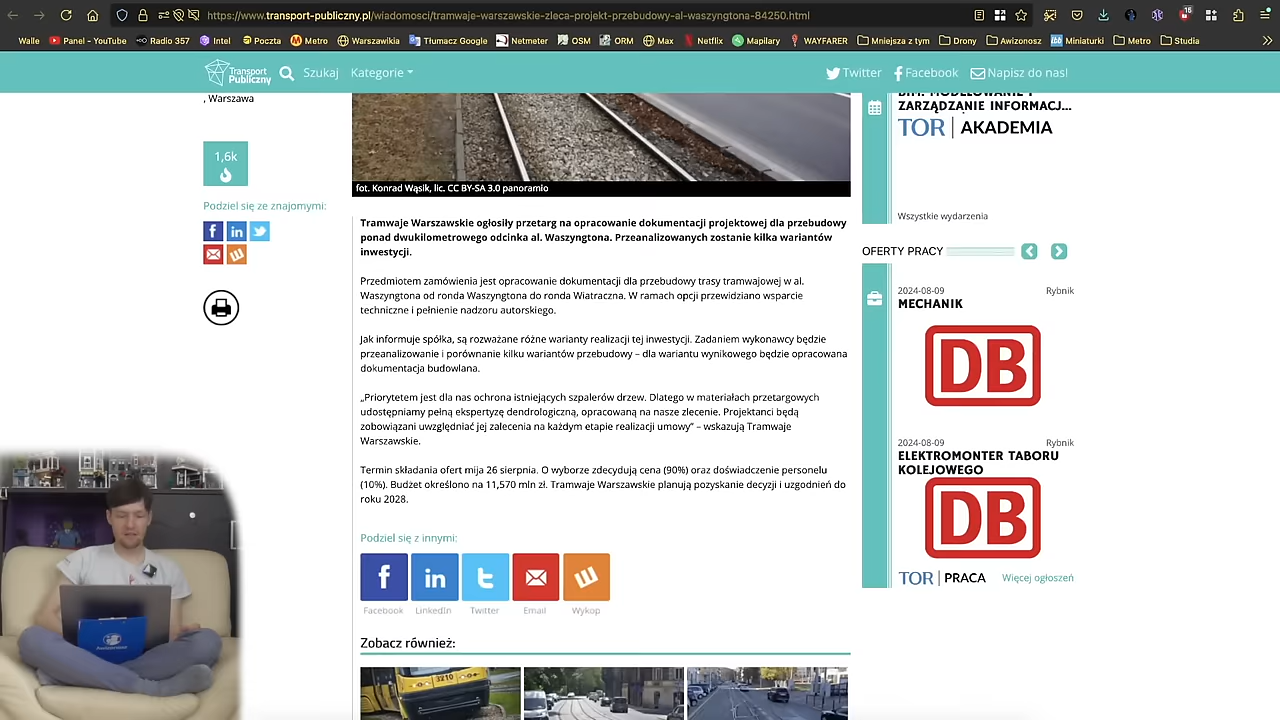 https://www.transport-publiczny.pl/wiadomosci/tramwaje-warszawskie-zleca-projekt-przebudowy-al-waszyngtona-84250.html
15
Walle
Panel - YouTube
Radio 357
Intel
Poczta
Metro
Warszawikia
Tłumacz Google
Netmeter
OSM
ORM
Max
Netflix
Mapilary
WAYFARER
Mniejsza z tym
Drony
Awizonosz
Miniaturki
Metro
Studia
Transport
Publiczny
Szukaj
Kategorie
Twitter
Facebook
Napisz do nas!
, Warszawa
1,6k
Podziel się ze znajomymi:
fot. Konrad Wąsik, lic. CC BY-SA 3.0 panoramio
Tramwaje Warszawskie ogłosiły przetarg na opracowanie dokumentacji projektowej dla przebudowy
ponad dwukilometrowego odcinka al. Waszyngtona. Przeanalizowanych zostanie kilka wariantów
inwestycji.
Przedmiotem zamówienia jest opracowanie dokumentacji dla przebudowy trasy tramwajowej w al.
Waszyngtona od ronda Waszyngtona do ronda Wiatraczna. W ramach opcji przewidziano wsparcie
techniczne i pełnienie nadzoru autorskiego.
Jak informuje spółka, są rozważane różne warianty realizacji tej inwestycji. Zadaniem wykonawcy będzie
przeanalizowanie i porównanie kilku wariantów przebudowy – dla wariantu wynikowego będzie opracowana
dokumentacja budowlana.
„Priorytetem jest dla nas ochrona istniejących szpalerów drzew. Dlatego w materiałach przetargowych
udostępniamy pełną ekspertyzę dendrologiczną, opracowaną na nasze zlecenie. Projektanci będą
zobowiązani uwzględniać jej zalecenia na każdym etapie realizacji umowy” – wskazują Tramwaje
Warszawskie.
Termin składania ofert mija 26 sierpnia. O wyborze zdecydują cena (90%) oraz doświadczenie personelu
(10%). Budżet określono na 11,570 mln zł. Tramwaje Warszawskie planują pozyskanie decyzji i uzgodnień do
roku 2028.
Podziel się z innymi:
Facebook
LinkedIn
Twitter
Email
Wykop
Zobacz również:
3210
BIM: MODELOWANIE I
ZARZĄDZANIE INFORMACJ...
TOR | AKADEMIA
Wszystkie wydarzenia
OFERTY PRACY
2024-08-09 Rybnik
MECHANIK
DB
2024-08-09 Rybnik
ELEKTROMONTER TABORU
KOLEJOWEGO
DB
TOR | PRACA
Więcej ogłoszeń